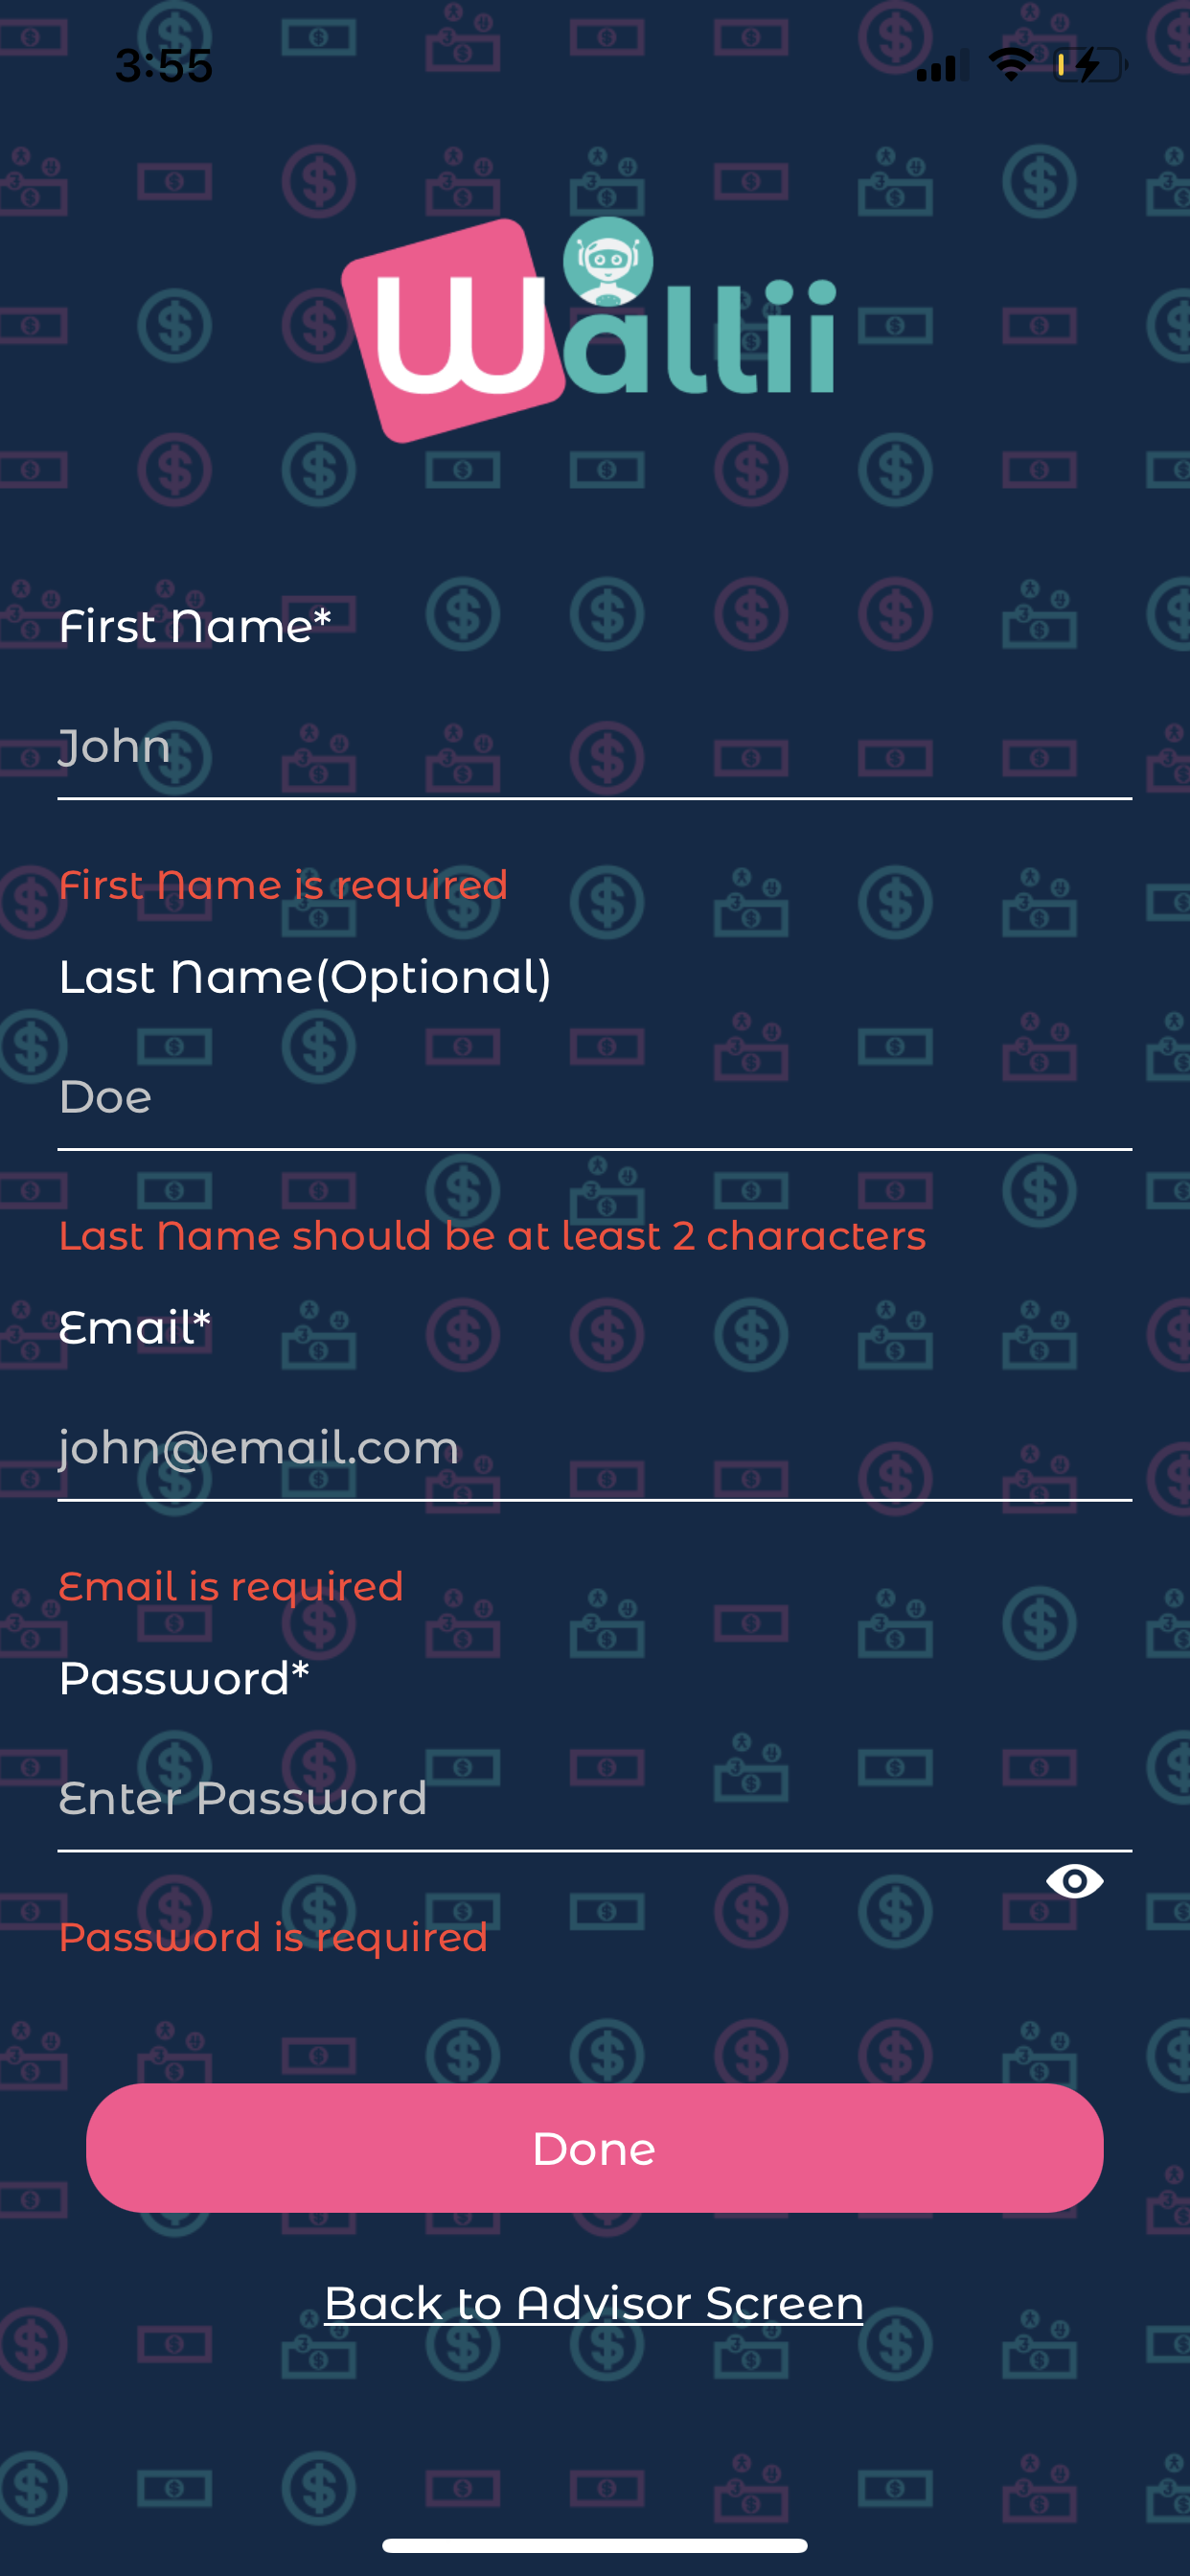 3:55
wallii
First Name*
John
First Name is required
Last Name(Optional)
Doe
Last Name should be at least 2 characters
Email*
john@email.com
Email is required
Password*
Enter Password
Password is required
Done
Back to Advisor Screen